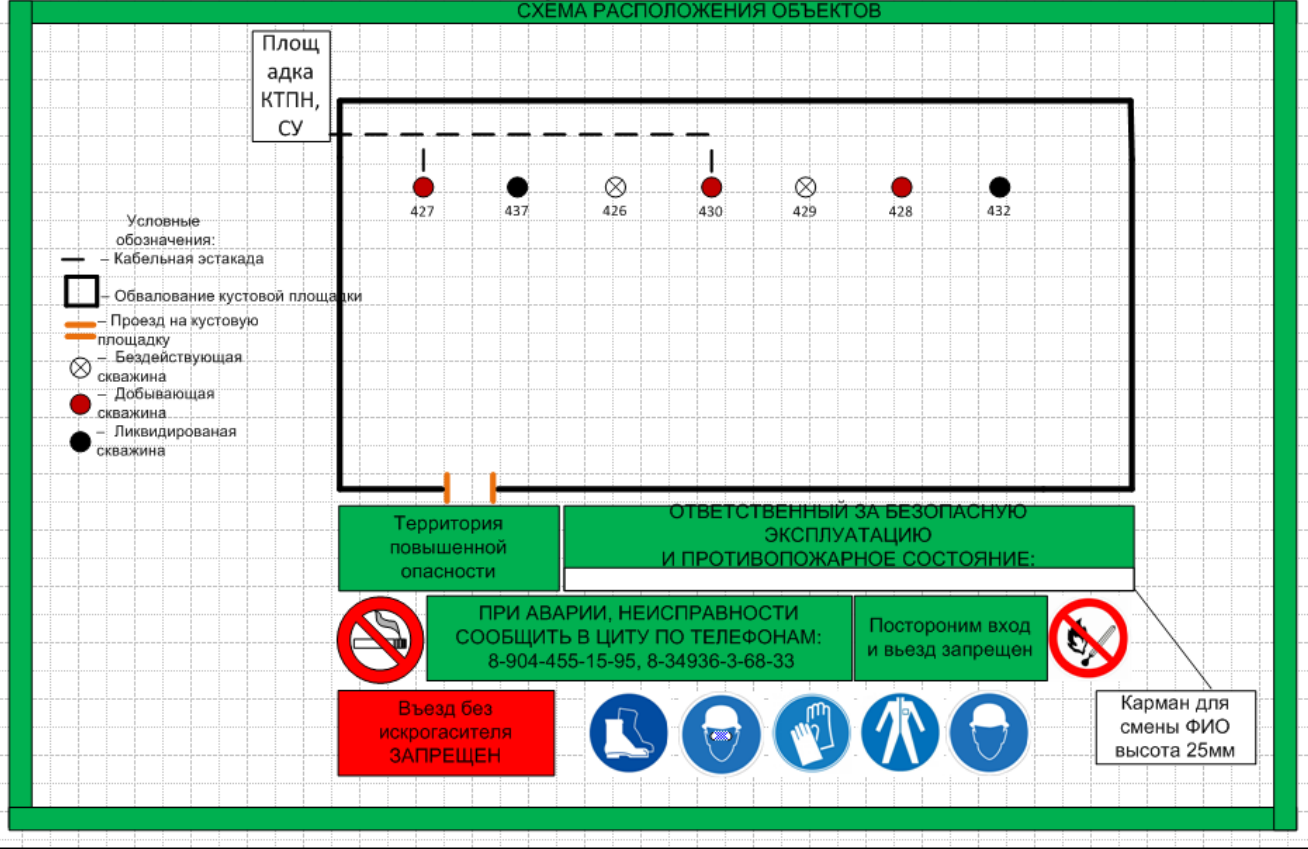 СХЕМА РАСПОЛОЖЕНИЯ ОБЪЕКТОВ
Площ
адка
КТПН,
СУ
427
437
426
430
429
428
432
Условные
обозначения:
– Кабельная эстакада
– Обвалование кустовой площадки
– Проезд на кустовую
площадку
– Бездействующая
скважина
– Добывающая
скважина
– Ликвидированая
скважина
Территория
повышенной
опасности
ОТВЕТСТВЕННЫЙ ЗА БЕЗОПАСНУЮ
ЭКСПЛУАТАЦИЮ
И ПРОТИВОПОЖАРНОЕ СОСТОЯНИЕ:
ПРИ АВАРИИ, НЕИСПРАВНОСТИ
СООБЩИТЬ В ЦИТУ ПО ТЕЛЕФОНАМ:
8-904-455-15-95, 8-34936-3-68-33
Постороним вход
и вьезд запрещен
Въезд без
искрогасителя
ЗАПРЕЩЕН
Карман для
смены ФИО
высота 25мм